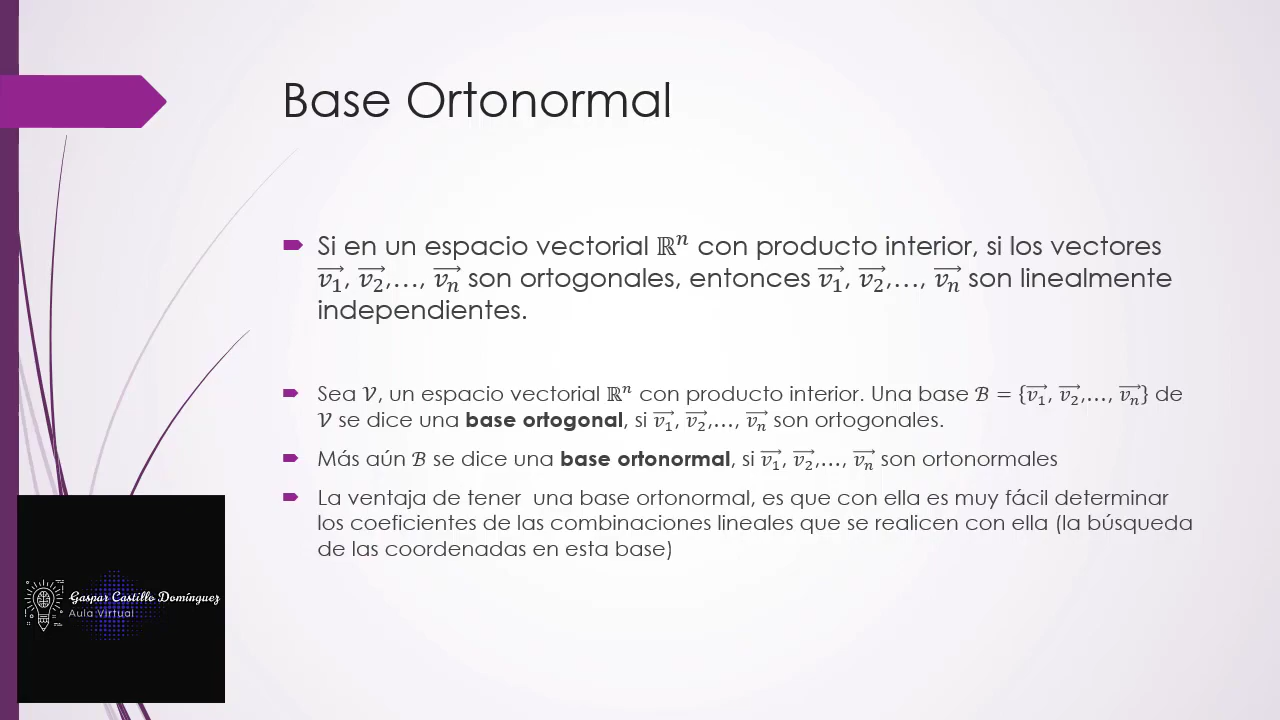 Base Ortonormal
Si en un espacio vectorial ℝⁿ con producto interior, si los vectores
v₁⃗, v₂⃗,…, vₙ⃗ son ortogonales, entonces v₁⃗, v₂⃗,…, vₙ⃗ son linealmente
independientes.
Sea 𝒱, un espacio vectorial ℝⁿ con producto interior. Una base ℬ = {v₁⃗, v₂⃗,…, vₙ⃗} de
𝒱 se dice una base ortogonal, si v₁⃗, v₂⃗,…, vₙ⃗ son ortogonales.
Más aún ℬ se dice una base ortonormal, si v₁⃗, v₂⃗,…, vₙ⃗ son ortonormales
La ventaja de tener una base ortonormal, es que con ella es muy fácil determinar
los coeficientes de las combinaciones lineales que se realicen con ella (la búsqueda
de las coordenadas en esta base)
Gaspar Castillo Domínguez
Aula Virtual